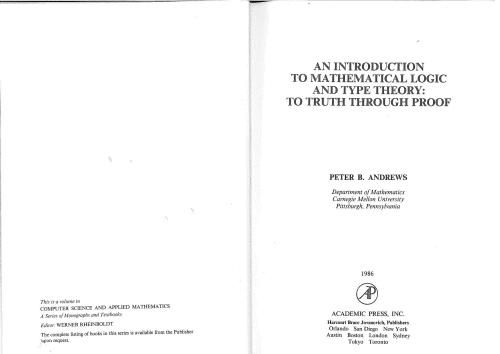 This is a volume in
COMPUTER SCIENCE AND APPLIED MATHEMATICS
A Series of Monographs and Textbooks
Editor: WERNER RHEINBOLDT
The complete listing of books in this series is available from the Publisher
upon request.
AN INTRODUCTION
TO MATHEMATICAL LOGIC
AND TYPE THEORY:
TO TRUTH THROUGH PROOF
PETER B. ANDREWS
Department of Mathematics
Carnegie Mellon University
Pittsburgh, Pennsylvania
1986
AP
ACADEMIC PRESS, INC.
Harcourt Brace Jovanovich, Publishers
Orlando San Diego New York
Austin Boston London Sydney
Tokyo Toronto